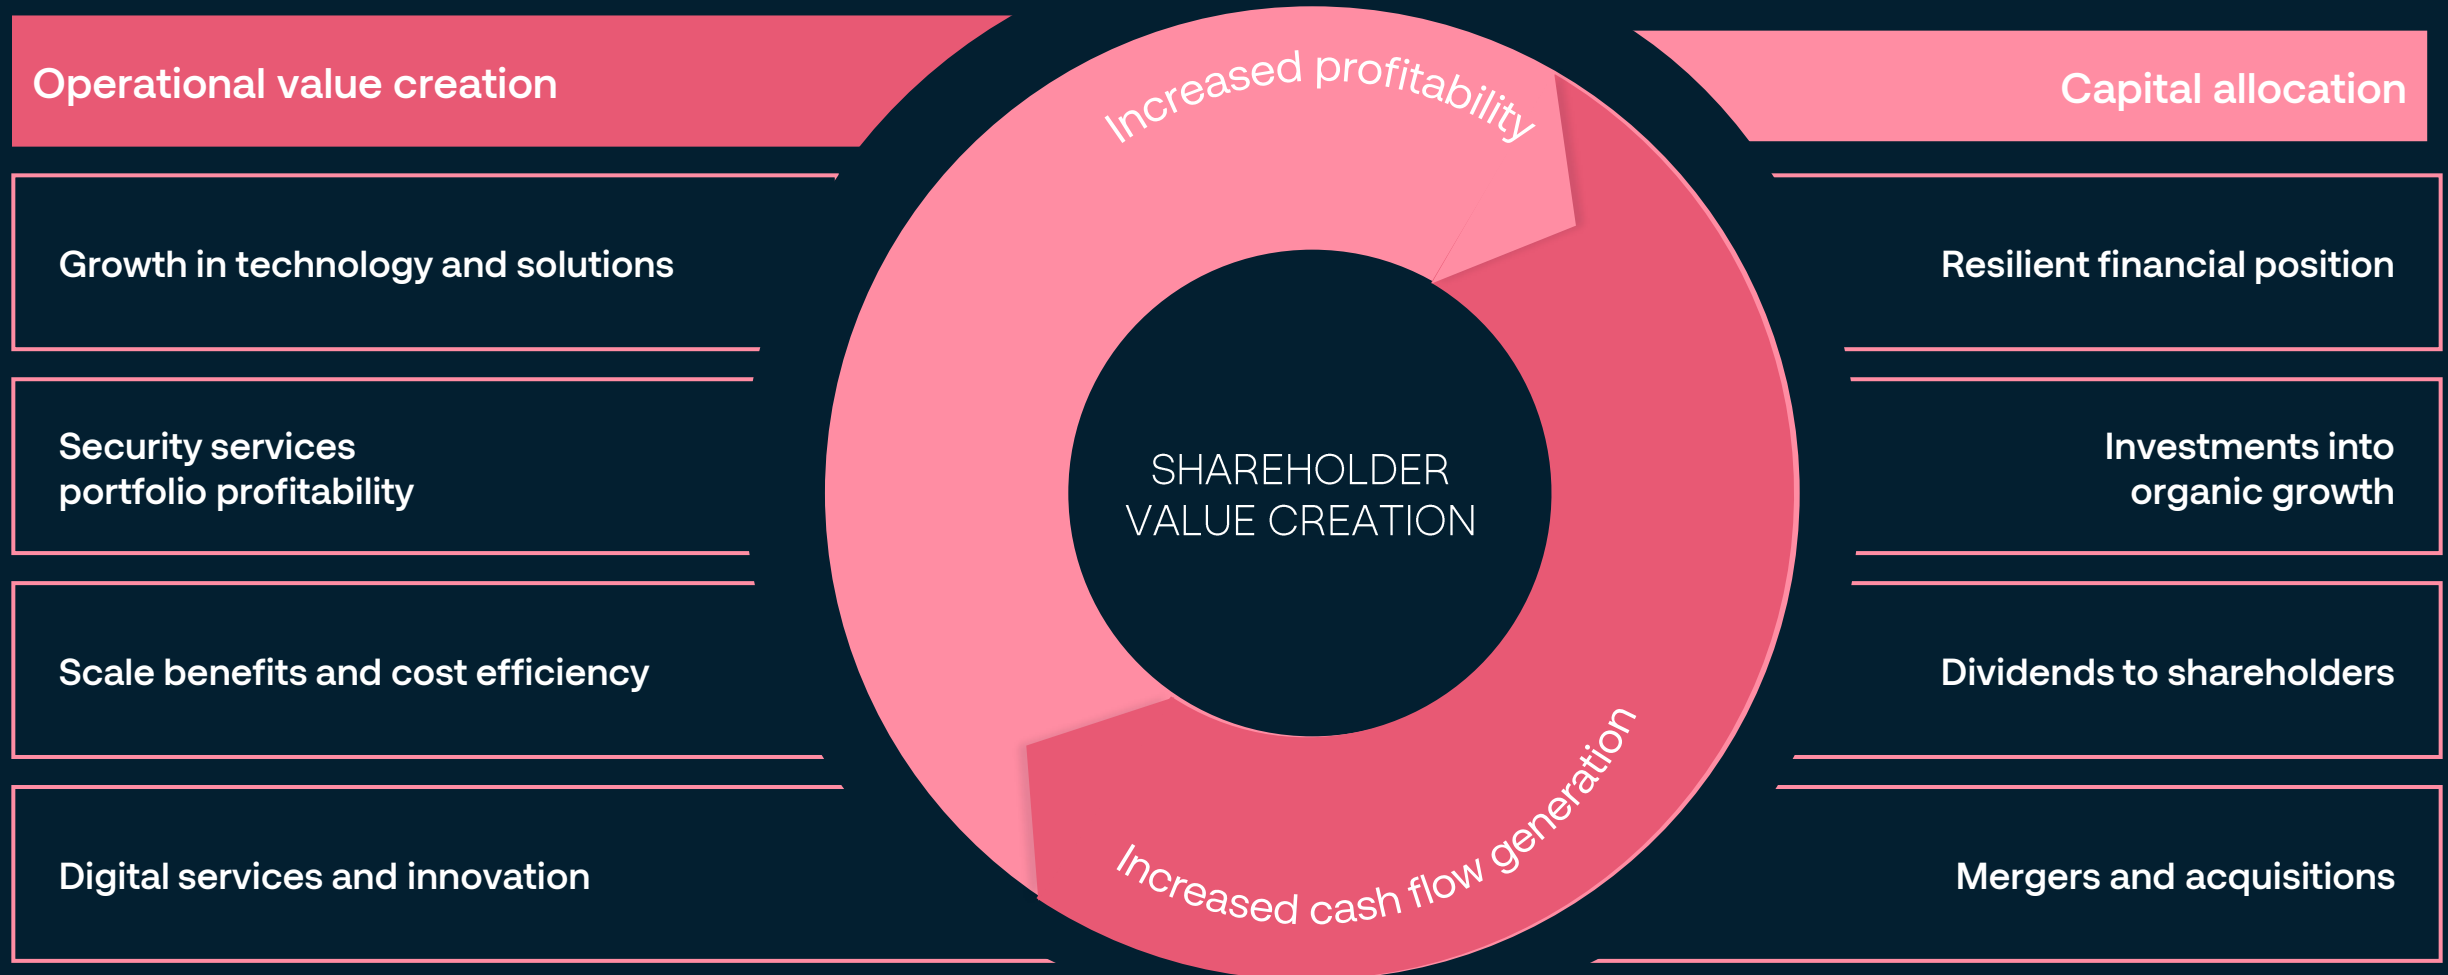 Operational value creation
Growth in technology and solutions
Security services
portfolio profitability
Scale benefits and cost efficiency
Digital services and innovation
Increased profitability
SHAREHOLDER
VALUE CREATION
Increased cash flow generation
Capital allocation
Resilient financial position
Investments into
organic growth
Dividends to shareholders
Mergers and acquisitions